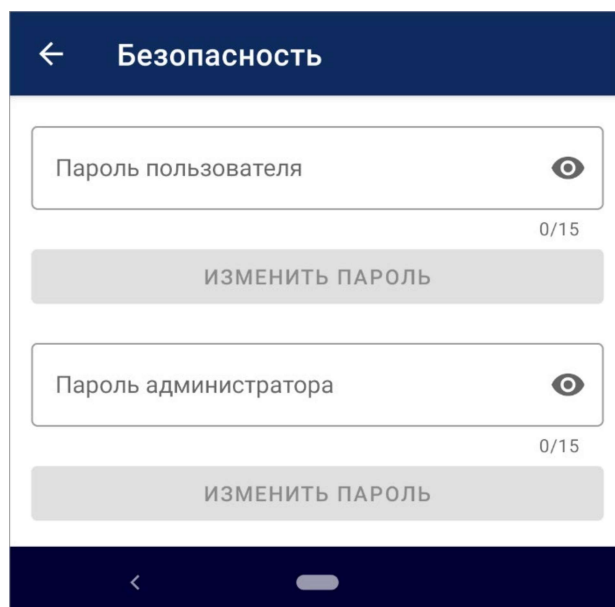 Безопасность
Пароль пользователя
0/15
ИЗМЕНИТЬ ПАРОЛЬ
Пароль администратора
0/15
ИЗМЕНИТЬ ПАРОЛЬ